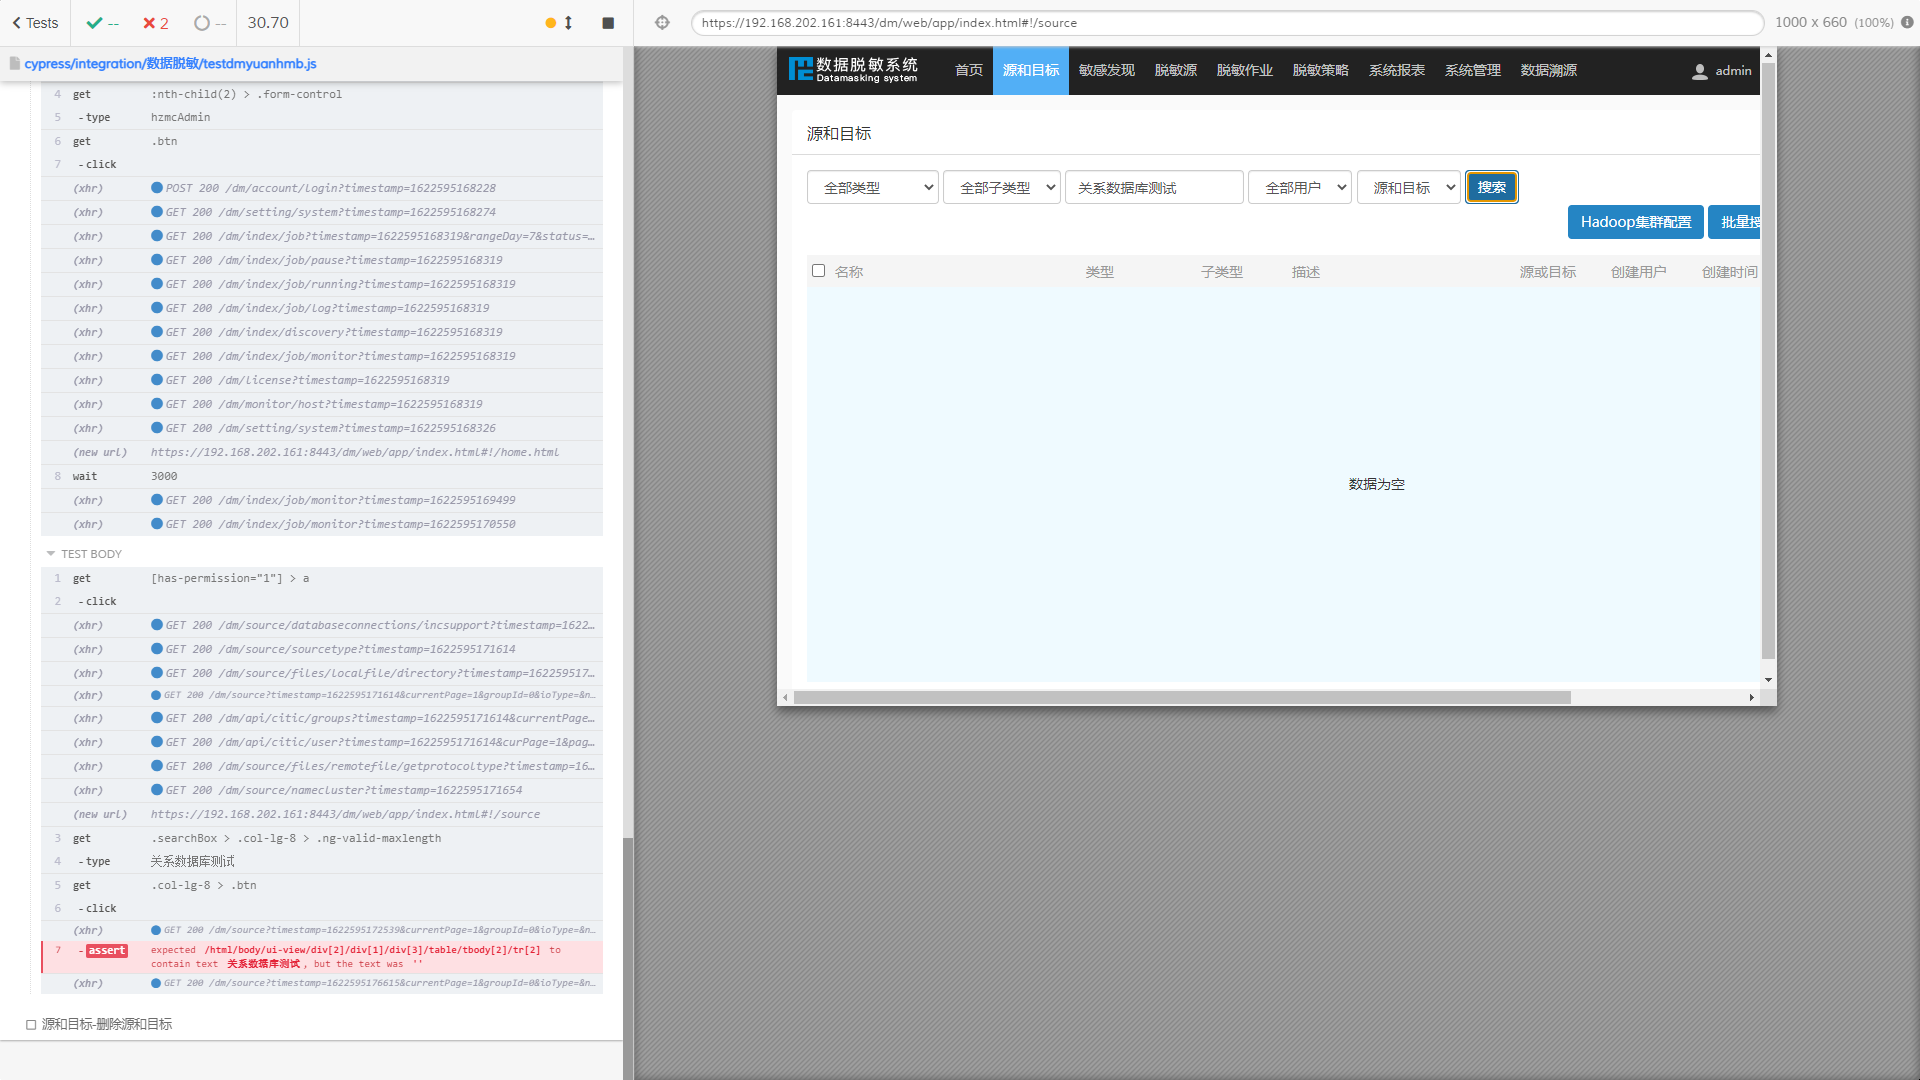 Tests
--
2
--
30.70
https://192.168.202.161:8443/dm/web/app/index.html#!/source
1000 x 660 (100%)
cypress/integration/数据脱敏/testdmyuanhmb.js
4 get :nth-child(2) > .form-control
5 -type hzmcAdmin
6 get .btn
7 -click
(xhr) POST 200 /dm/account/login?timestamp=1622595168228
(xhr) GET 200 /dm/setting/system?timestamp=1622595168274
(xhr) GET 200 /dm/index/job?timestamp=1622595168319&rangeDay=7&status=…
(xhr) GET 200 /dm/index/job/pause?timestamp=1622595168319
(xhr) GET 200 /dm/index/job/running?timestamp=1622595168319
(xhr) GET 200 /dm/index/job/log?timestamp=1622595168319
(xhr) GET 200 /dm/index/discovery?timestamp=1622595168319
(xhr) GET 200 /dm/index/job/monitor?timestamp=1622595168319
(xhr) GET 200 /dm/license?timestamp=1622595168319
(xhr) GET 200 /dm/monitor/host?timestamp=1622595168319
(xhr) GET 200 /dm/setting/system?timestamp=1622595168326
(new url) https://192.168.202.161:8443/dm/web/app/index.html#!/home.html
8 wait 3000
(xhr) GET 200 /dm/index/job/monitor?timestamp=1622595169499
(xhr) GET 200 /dm/index/job/monitor?timestamp=1622595170550
TEST BODY
1 get [has-permission="1"] > a
2 -click
(xhr) GET 200 /dm/source/databaseconnections/incsupport?timestamp=1622…
(xhr) GET 200 /dm/source/sourcetype?timestamp=1622595171614
(xhr) GET 200 /dm/source/files/localfile/directory?timestamp=162259517…
(xhr) GET 200 /dm/source?timestamp=1622595171614&currentPage=1&groupId=0&ioType=&n…
(xhr) GET 200 /dm/api/citic/groups?timestamp=1622595171614&currentPage…
(xhr) GET 200 /dm/api/citic/user?timestamp=1622595171614&curPage=1&pag…
(xhr) GET 200 /dm/source/files/remotefile/getprotocoltype?timestamp=16…
(xhr) GET 200 /dm/source/namecluster?timestamp=1622595171654
(new url) https://192.168.202.161:8443/dm/web/app/index.html#!/source
3 get .searchBox > .col-lg-8 > .ng-valid-maxlength
4 -type 关系数据库测试
5 get .col-lg-8 > .btn
6 -click
(xhr) GET 200 /dm/source?timestamp=1622595172539&currentPage=1&groupId=0&ioType=&n…
7 -assert expected /html/body/ui-view/div[2]/div[1]/div[3]/table/tbody[2]/tr[2] to
contain text 关系数据库测试, but the text was ''
(xhr) GET 200 /dm/source?timestamp=1622595176615&currentPage=1&groupId=0&ioType=&n…
源和目标-删除源和目标
数据脱敏系统
Datamasking system
首页 源和目标 敏感发现 脱敏源 脱敏作业 脱敏策略 系统报表 系统管理 数据溯源 admin
源和目标
全部类型 全部子类型 关系数据库测试 全部用户 源和目标 搜索
Hadoop集群配置 批量授
名称 类型 子类型 描述 源或目标 创建用户 创建时间
数据为空